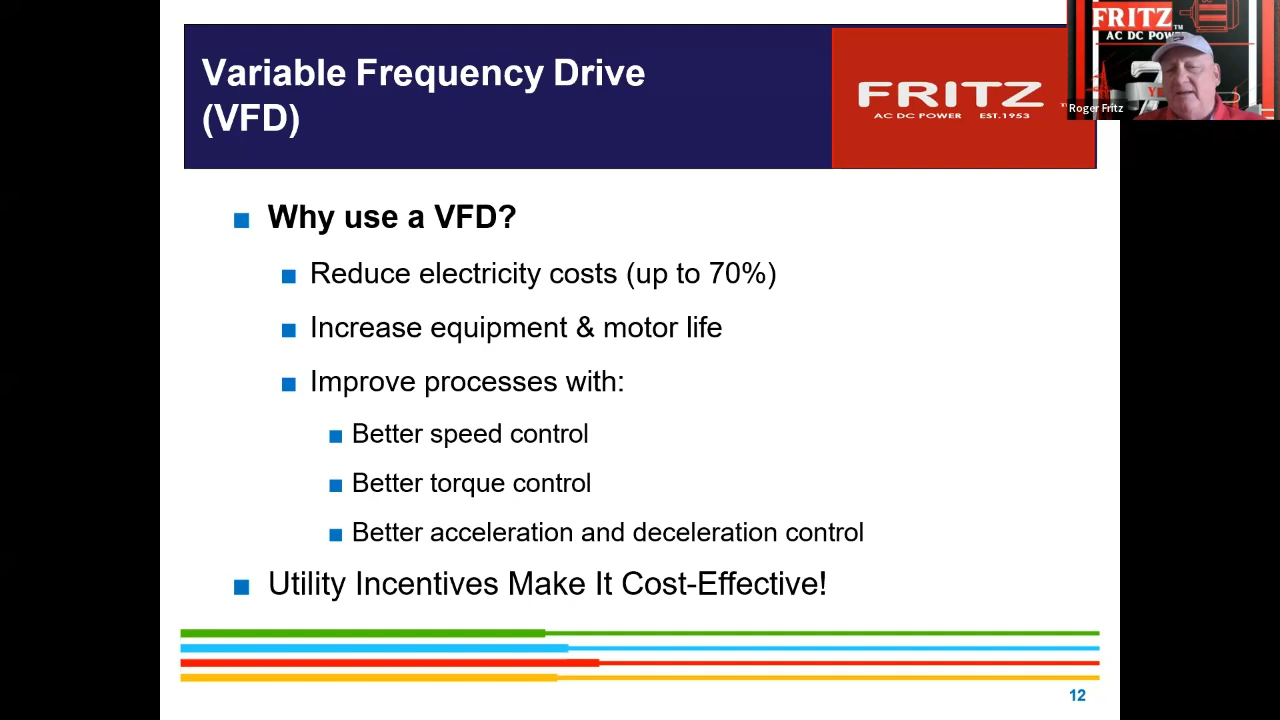 Variable Frequency Drive
(VFD)
FRITZ
AC DC POWER EST.1953
FRITZ™
AC DC POWER
Roger Fritz
Why use a VFD?
Reduce electricity costs (up to 70%)
Increase equipment & motor life
Improve processes with:
Better speed control
Better torque control
Better acceleration and deceleration control
Utility Incentives Make It Cost-Effective!
12